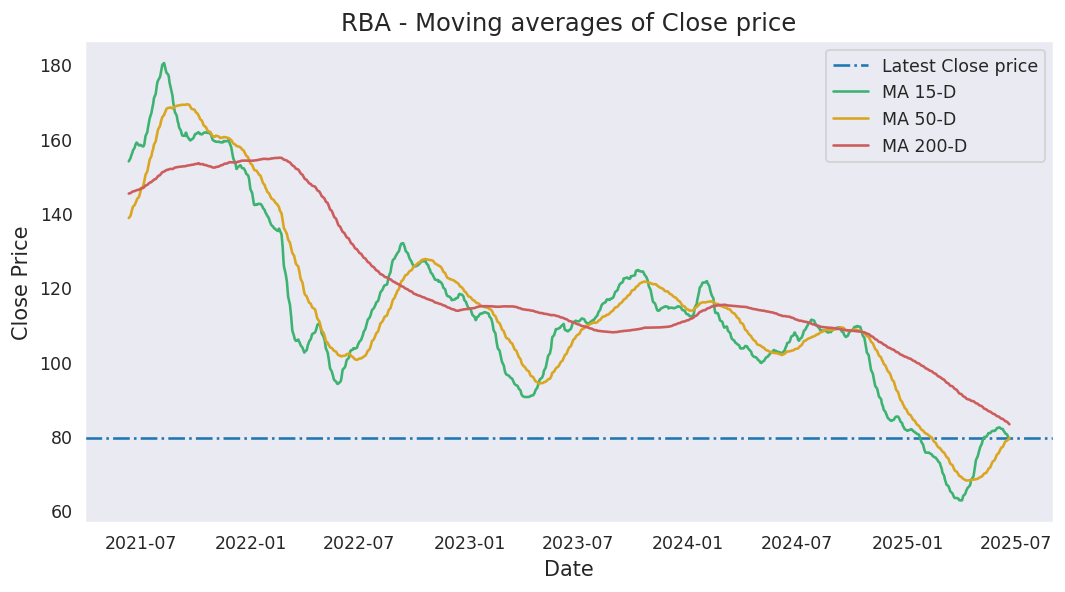 RBA - Moving averages of Close price
Latest Close price
MA 15-D
MA 50-D
MA 200-D
Close Price
180
160
140
120
100
80
60
2021-07
2022-01
2022-07
2023-01
2023-07
2024-01
2024-07
2025-01
2025-07
Date